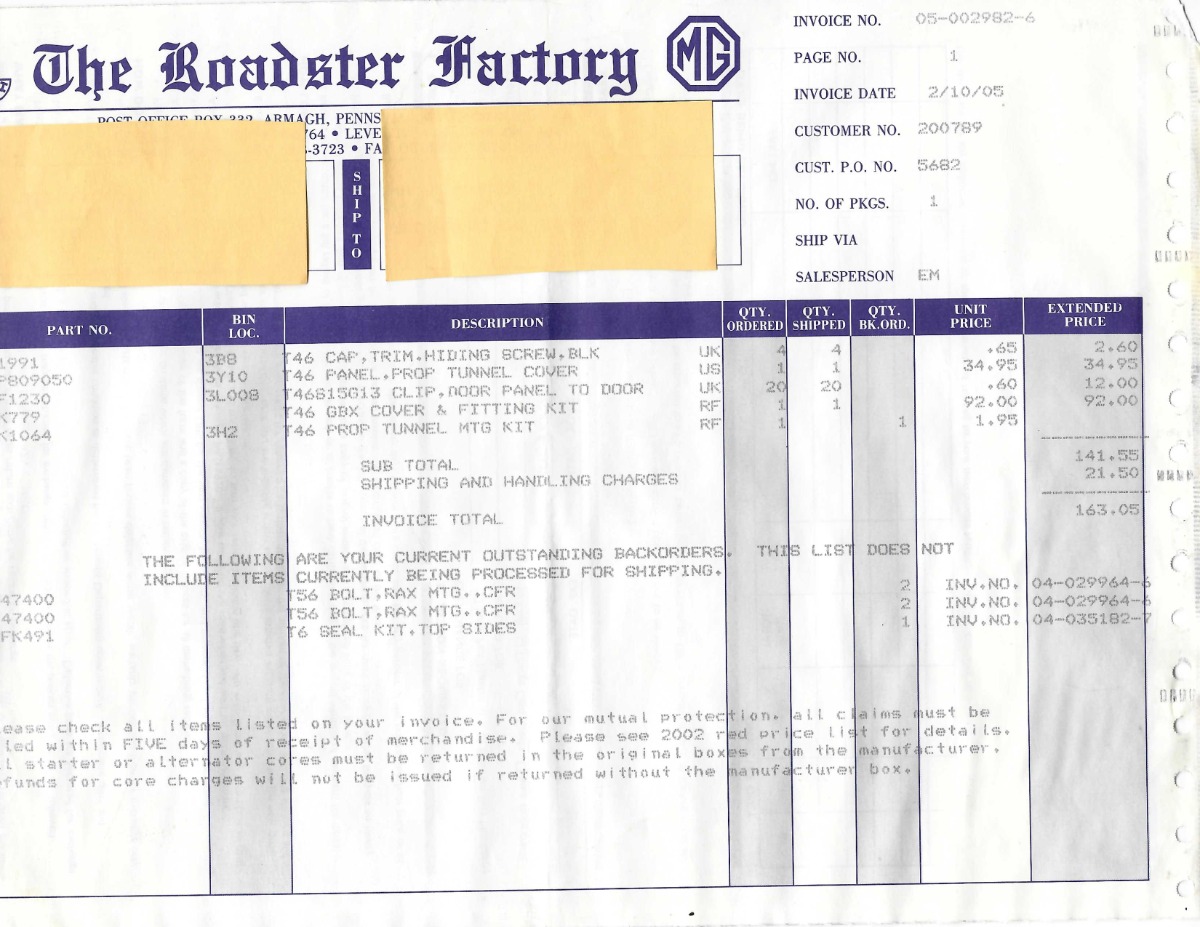 The Roadster Factory
MG
POST OFFICE BOX 332, ARMAGH, PENNS
764 • LEVE
-3723 • FA
SHIP TO
INVOICE NO. 05-002982-6
PAGE NO. 1
INVOICE DATE 2/10/05
CUSTOMER NO. 200789
CUST. P.O. NO. 5682
NO. OF PKGS. 1
SHIP VIA
SALESPERSON EM
PART NO. BIN LOC. DESCRIPTION QTY. ORDERED QTY. SHIPPED QTY. BK.ORD. UNIT PRICE EXTENDED PRICE
1991 3B8 T46 CAP,TRIM.HIDING SCREW.BLK UK 4 4 .65 2.60
P809050 3Y10 T46 PANEL.PROP TUNNEL COVER US 1 1 34.95 34.95
F1230 3L008 T46S15G13 CLIP,DOOR PANEL TO DOOR UK 20 20 .60 12.00
K779 T46 GBX COVER & FITTING KIT RF 1 1 92.00 92.00
K1064 3H2 T46 PROP TUNNEL MTG KIT RF 1 1 1.95
SUB TOTAL 141.55
SHIPPING AND HANDLING CHARGES 21.50
INVOICE TOTAL 163.05
THE FOLLOWING ARE YOUR CURRENT OUTSTANDING BACKORDERS. THIS LIST DOES NOT
INCLUDE ITEMS CURRENTLY BEING PROCESSED FOR SHIPPING.
47400 T56 BOLT,RAX MTG..CFR 2 INV.NO. 04-029964-6
47400 T56 BOLT,RAX MTG..CFR 2 INV.NO. 04-029964-6
FK491 T6 SEAL KIT.TOP SIDES 1 INV.NO. 04-035182-7
ease check all items listed on your invoice. For our mutual protection. all claims must be
led within FIVE days of receipt of merchandise. Please see 2002 red price list for details.
l starter or alternator cores must be returned in the original boxes from the manufacturer.
funds for core charges will not be issued if returned without the manufacturer box.